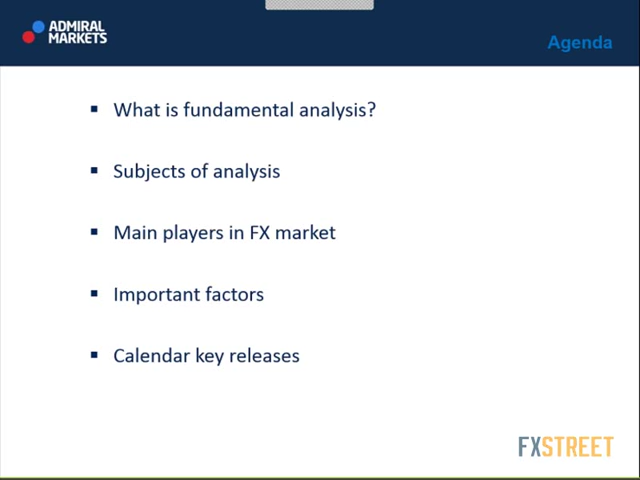 ADMIRAL
MARKETS
Agenda
▪ What is fundamental analysis?
▪ Subjects of analysis
▪ Main players in FX market
▪ Important factors
▪ Calendar key releases
FXSTREET